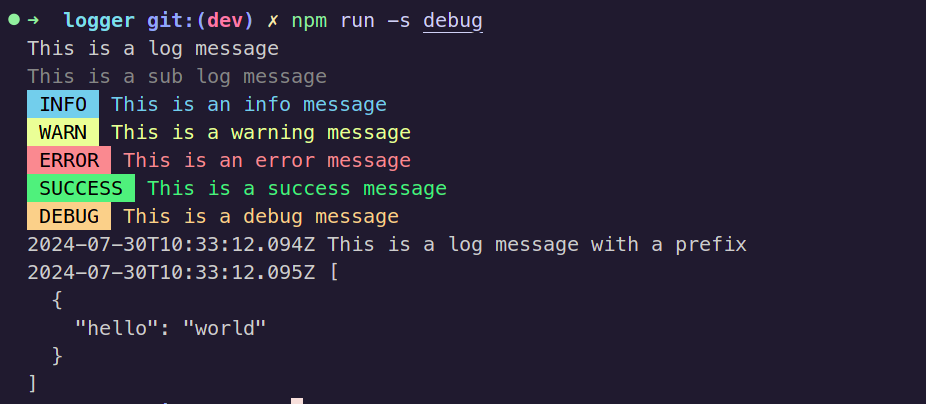 ➜ logger git:(dev) ✗ npm run -s debug
This is a log message
This is a sub log message
INFO This is an info message
WARN This is a warning message
ERROR This is an error message
SUCCESS This is a success message
DEBUG This is a debug message
2024-07-30T10:33:12.094Z This is a log message with a prefix
2024-07-30T10:33:12.095Z [
  {
    "hello": "world"
  }
]